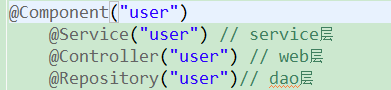 @Component("user")
@Service("user") // service层
@Controller("user") // web层
@Repository("user")// dao层